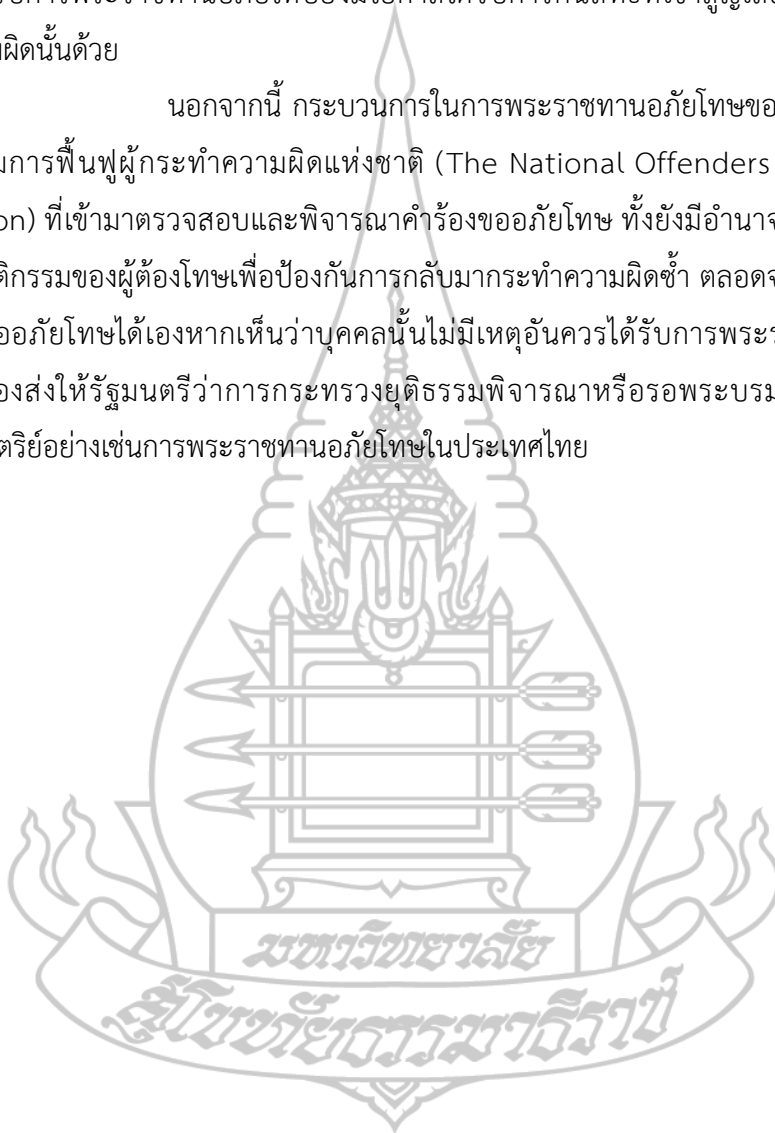 ผิดนั้นด้วย
นอกจากนี้ กระบวนการในการพระราชทานอภัยโทษขอ
มการฟื้นฟูผู้กระทำความผิดแห่งชาติ (The National Offenders
on) ที่เข้ามาตรวจสอบและพิจารณาคำร้องขออภัยโทษ ทั้งยังมีอำนาจ
ติกรรมของผู้ต้องโทษเพื่อป้องกันการกลับมากระทำความผิดซ้ำ ตลอดจ
ออภัยโทษได้เองหากเห็นว่าบุคคลนั้นไม่มีเหตุอันควรได้รับการพระร
องส่งให้รัฐมนตรีว่าการกระทรวงยุติธรรมพิจารณาหรือรอพระบรม
ตริย์อย่างเช่นการพระราชทานอภัยโทษในประเทศไทย
มหาวิทยาลัย
สุโขทัยธรรมาธิราช